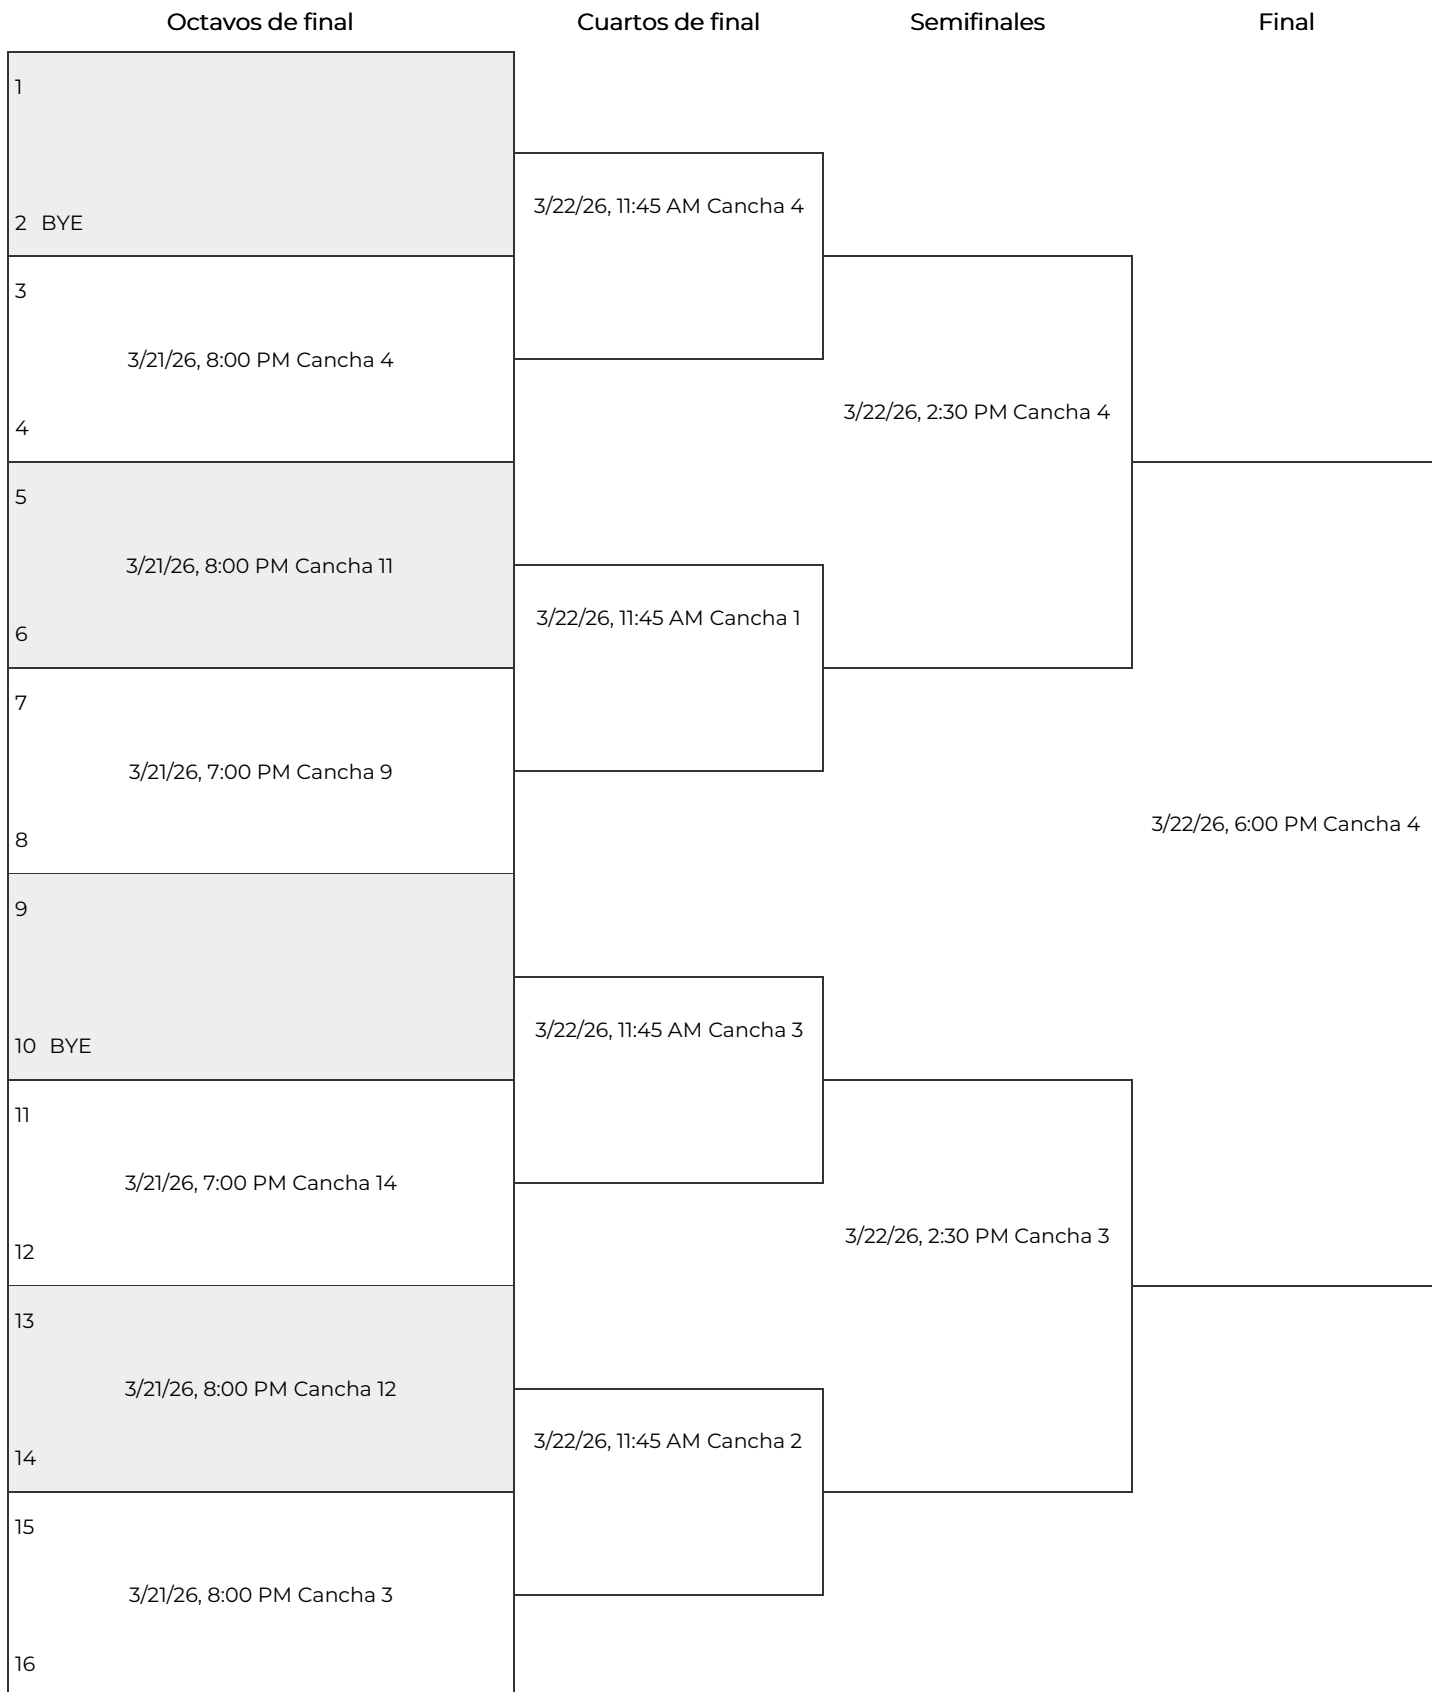 Octavos de final
Cuartos de final
Semifinales
Final
1
2 BYE
3
3/21/26, 8:00 PM Cancha 4
4
5
3/21/26, 8:00 PM Cancha 11
6
7
3/21/26, 7:00 PM Cancha 9
8
9
10 BYE
11
3/21/26, 7:00 PM Cancha 14
12
13
3/21/26, 8:00 PM Cancha 12
14
15
3/21/26, 8:00 PM Cancha 3
16
3/22/26, 11:45 AM Cancha 4
3/22/26, 11:45 AM Cancha 1
3/22/26, 11:45 AM Cancha 3
3/22/26, 11:45 AM Cancha 2
3/22/26, 2:30 PM Cancha 4
3/22/26, 2:30 PM Cancha 3
3/22/26, 6:00 PM Cancha 4